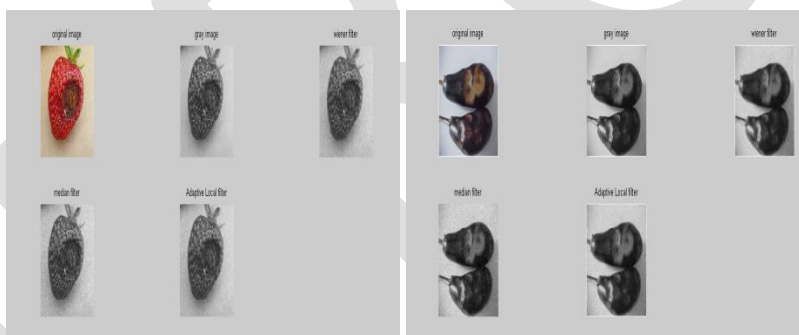 original image
gray image
wiener filter
median filter
Adaptive Local filter
original image
gray image
wiener filter
median filter
Adaptive Local filter